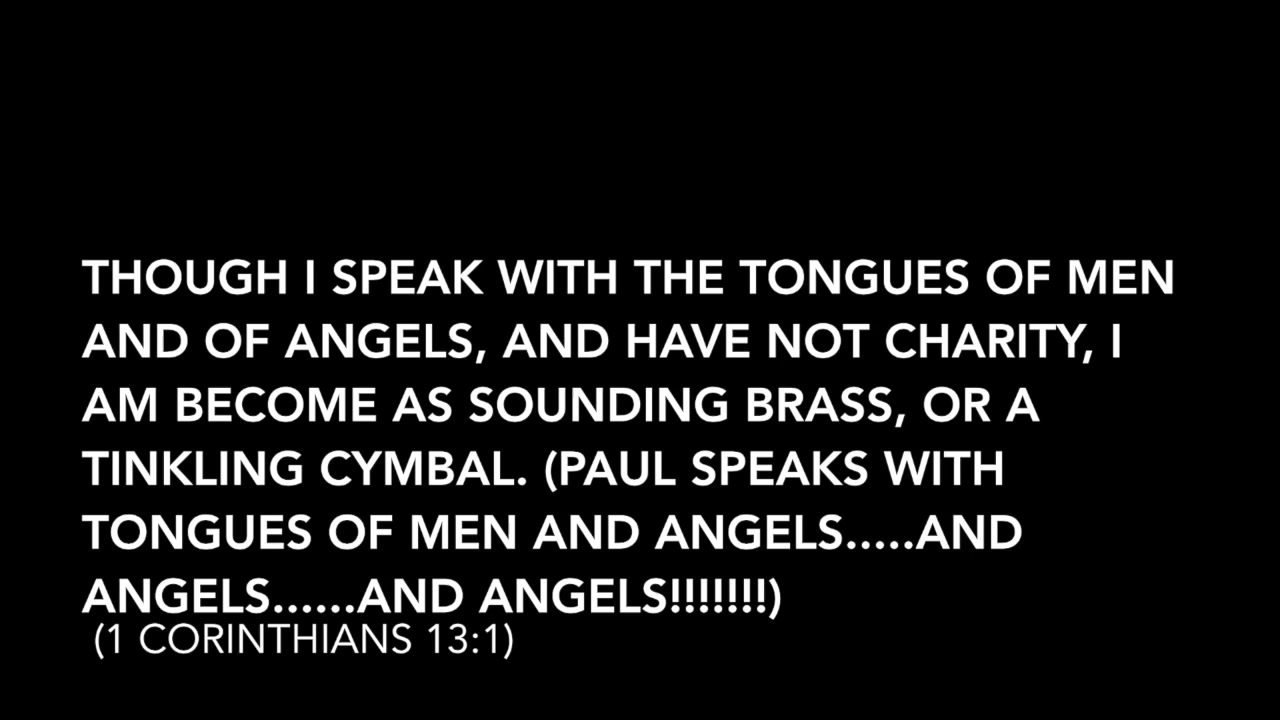 THOUGH I SPEAK WITH THE TONGUES OF MEN
AND OF ANGELS, AND HAVE NOT CHARITY, I
AM BECOME AS SOUNDING BRASS, OR A
TINKLING CYMBAL. (PAUL SPEAKS WITH
TONGUES OF MEN AND ANGELS.....AND
ANGELS......AND ANGELS!!!!!!!)
(1 CORINTHIANS 13:1)